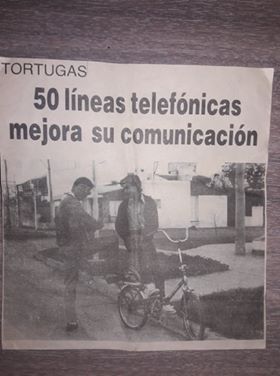 TORTUGAS
50 líneas telefónicas
mejora su comunicación